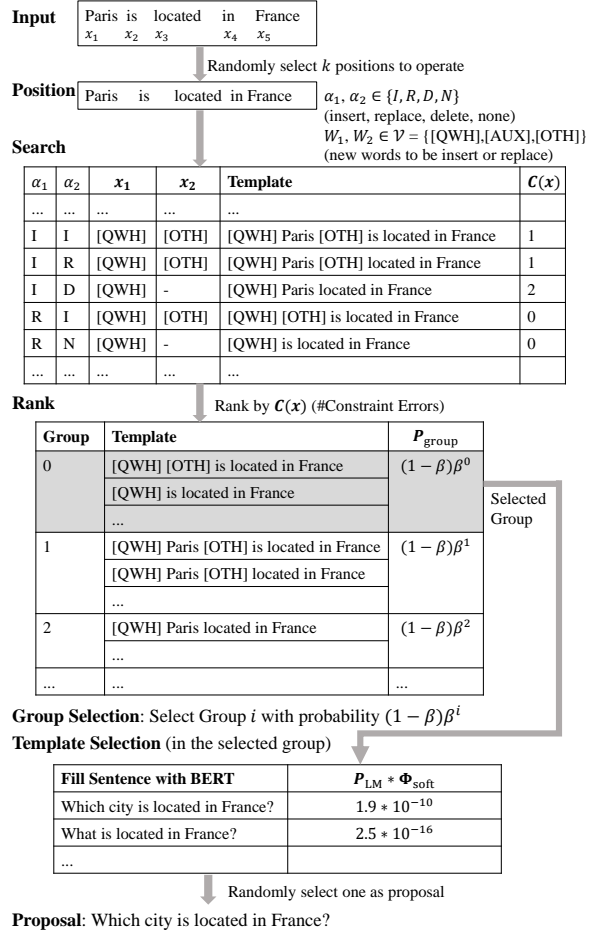 Input
Paris is located in France
x₁ x₂ x₃ x₄ x₅
Randomly select k positions to operate
Position
Paris is located in France
α₁, α₂ ∈ {I, R, D, N}
(insert, replace, delete, none)
W₁, W₂ ∈ 𝒱 = {[QWH],[AUX],[OTH]}
(new words to be insert or replace)
Search
α₁ α₂ x₁ x₂ Template C(x)
... ... ... ... ...
I I [QWH] [OTH] [QWH] Paris [OTH] is located in France 1
I R [QWH] [OTH] [QWH] Paris [OTH] located in France 1
I D [QWH] - [QWH] Paris located in France 2
R I [QWH] [OTH] [QWH] [OTH] is located in France 0
R N [QWH] - [QWH] is located in France 0
... ... ... ... ...
Rank
Rank by C(x) (#Constraint Errors)
Group Template P_group
0 [QWH] [OTH] is located in France (1 − β)β⁰
[QWH] is located in France
...
Selected
Group
1 [QWH] Paris [OTH] is located in France (1 − β)β¹
[QWH] Paris [OTH] located in France
...
2 [QWH] Paris located in France (1 − β)β²
...
... ... ...
Group Selection: Select Group i with probability (1 − β)βⁱ
Template Selection (in the selected group)
Fill Sentence with BERT P_LM * Φ_soft
Which city is located in France? 1.9 * 10⁻¹⁰
What is located in France? 2.5 * 10⁻¹⁶
...
Randomly select one as proposal
Proposal: Which city is located in France?